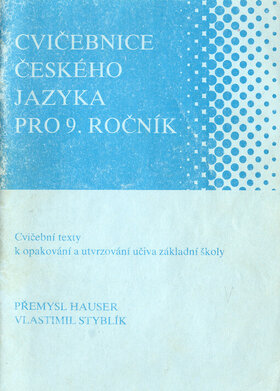 CVIČEBNICE
ČESKÉHO
JAZYKA
PRO 9. ROČNÍK
Cvičební texty
k opakování a utvrzování učiva základní školy
PŘEMYSL HAUSER
VLASTIMIL STYBLÍK